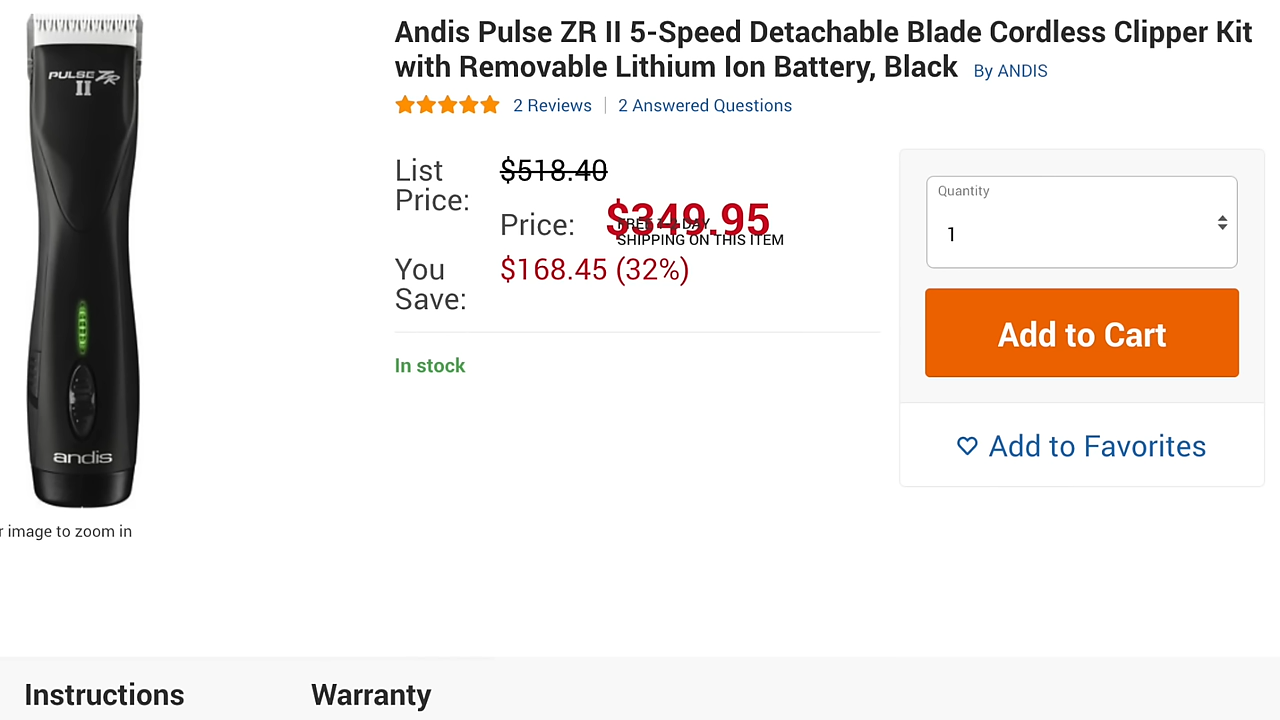 PULSE ZR
II
andis
r image to zoom in
Andis Pulse ZR II 5-Speed Detachable Blade Cordless Clipper Kit
with Removable Lithium Ion Battery, Black By ANDIS
2 Reviews | 2 Answered Questions
List
Price:
$518.40
Price: $349.95
FREE DAY
SHIPPING ON THIS ITEM
You
Save:
$168.45 (32%)
In stock
Quantity
1
Add to Cart
Add to Favorites
Instructions Warranty